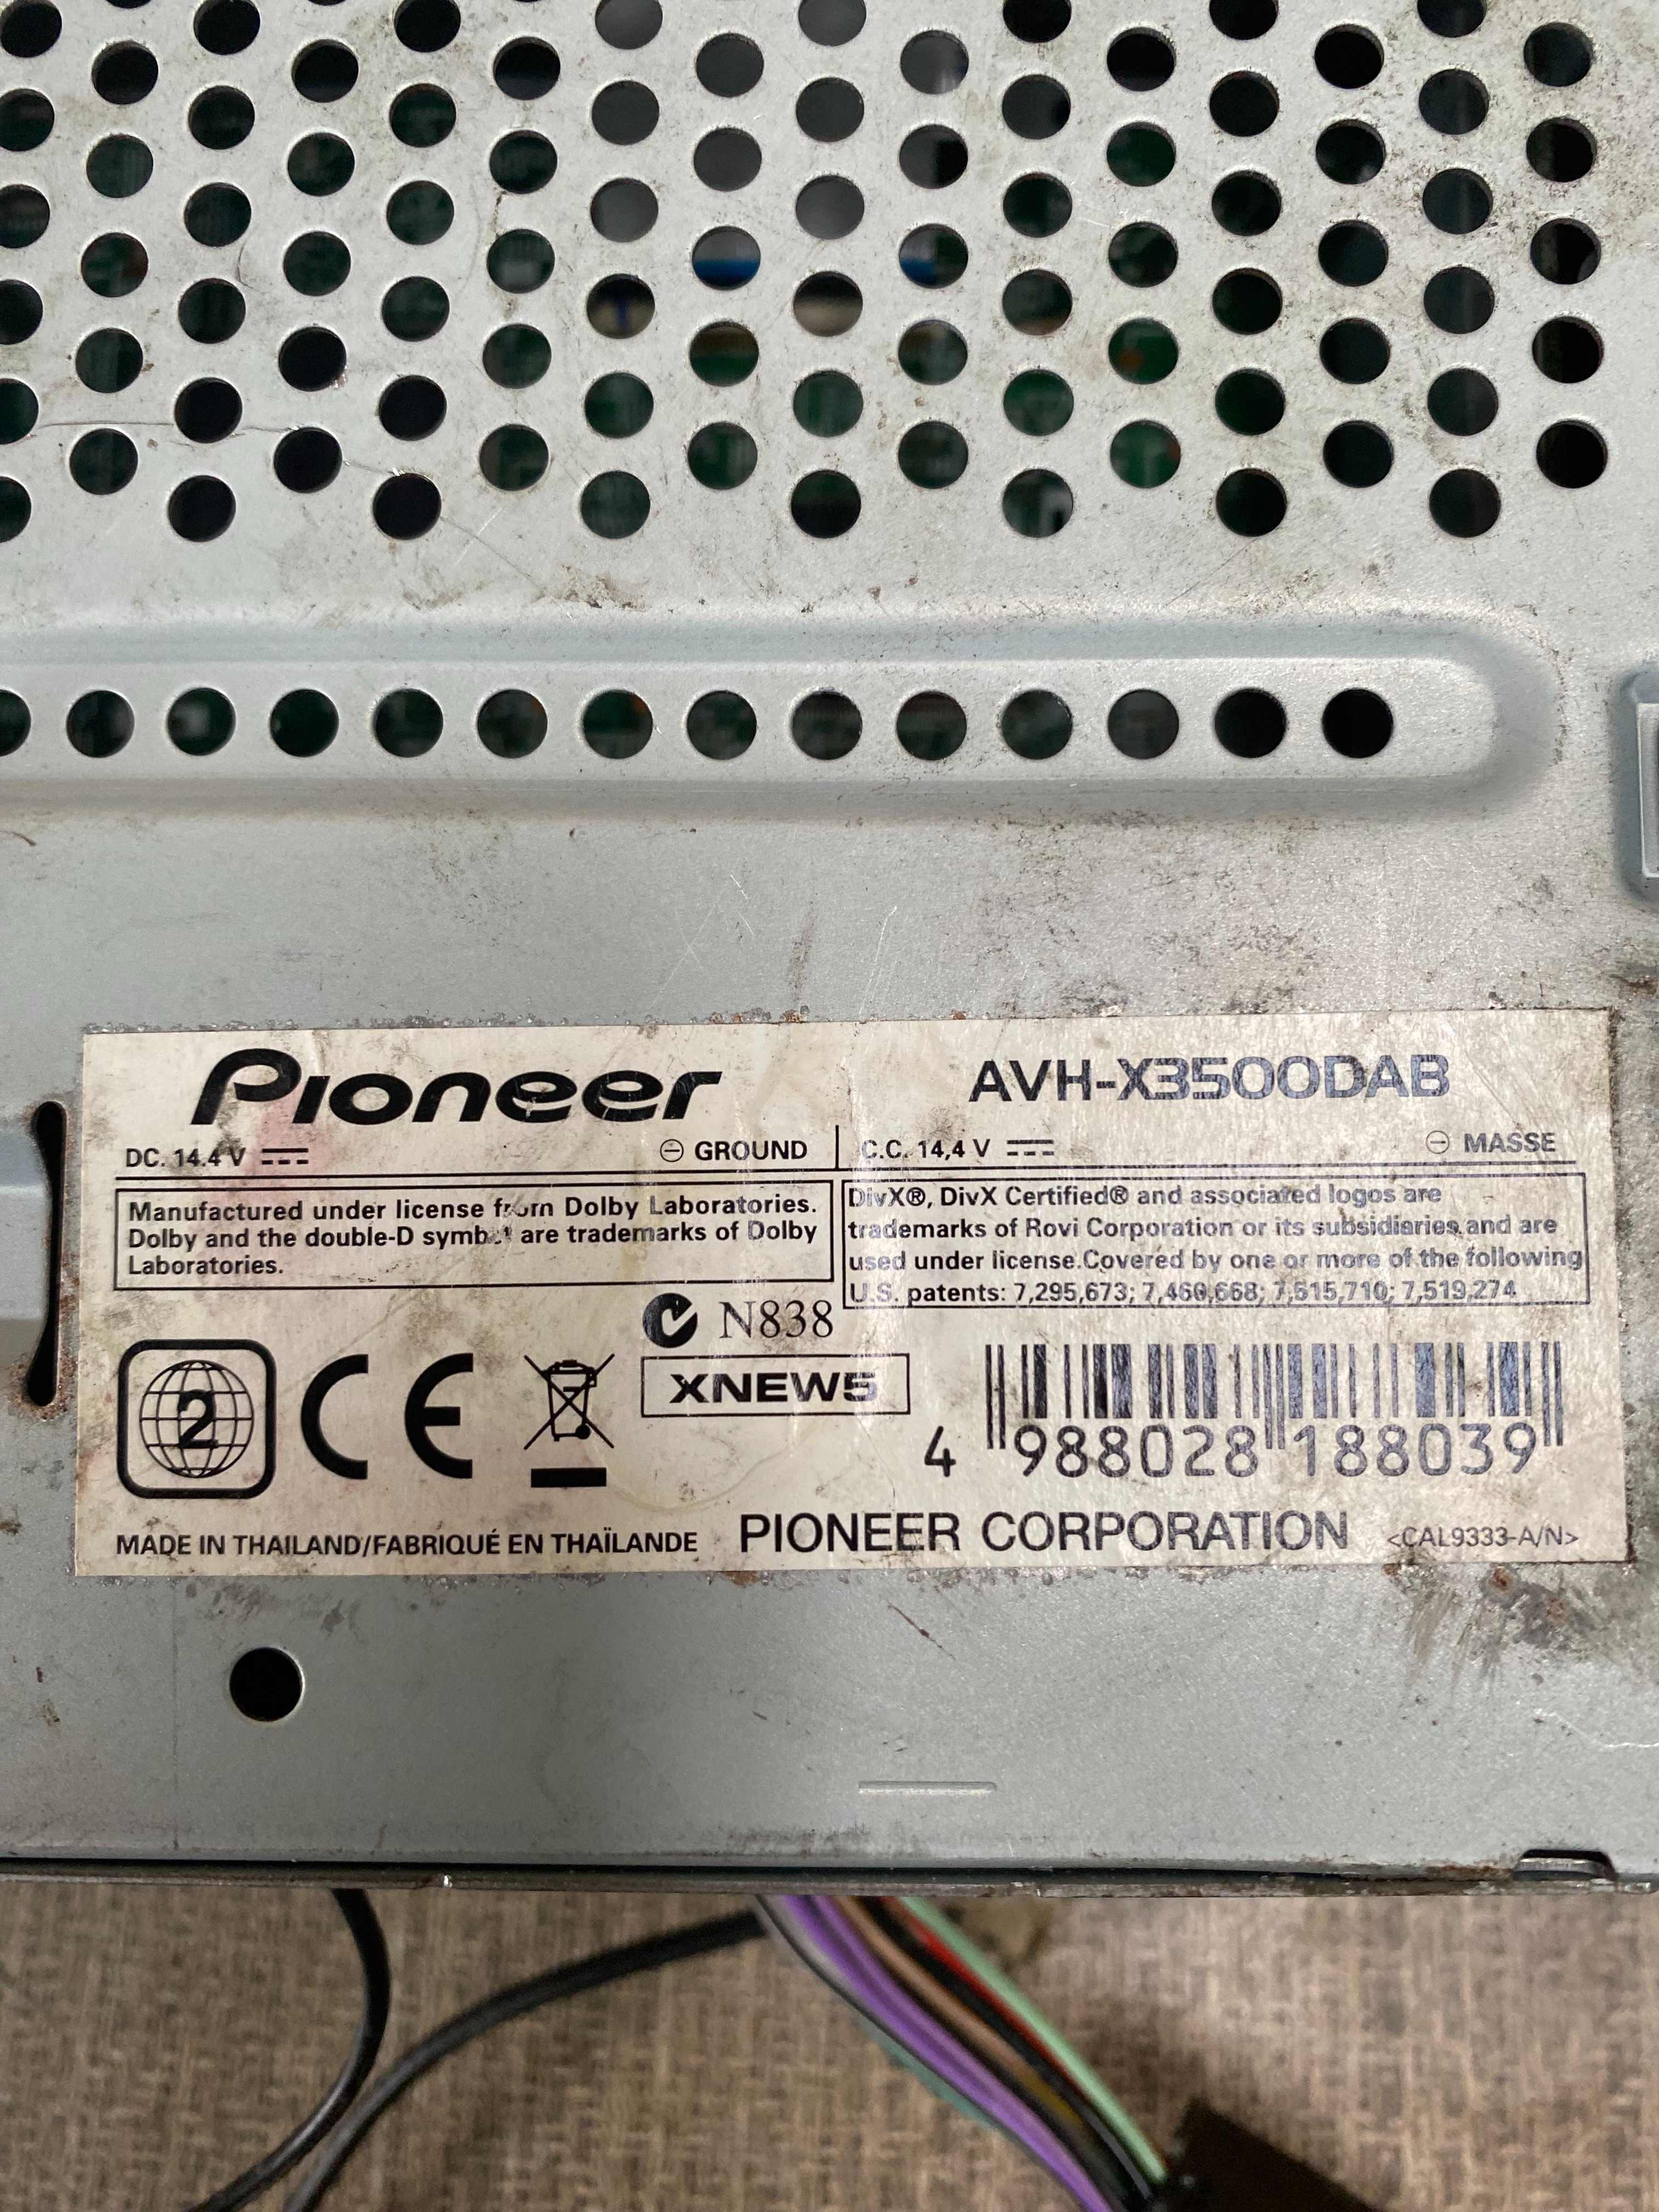 Pioneer
AVH-X3500DAB
DC. 14.4 V
⊖ GROUND
C.C. 14,4 V
⊖ MASSE
Manufactured under license from Dolby Laboratories.
Dolby and the double-D symbol are trademarks of Dolby
Laboratories.
DivX®, DivX Certified® and associated logos are
trademarks of Rovi Corporation or its subsidiaries and are
used under license.Covered by one or more of the following
U.S. patents: 7,295,673; 7,460,668; 7,515,710; 7,519,274
N838
2
CE
XNEW5
4 988028 188039
MADE IN THAILAND/FABRIQUÉ EN THAÏLANDE
PIONEER CORPORATION
<CAL9333-A/N>